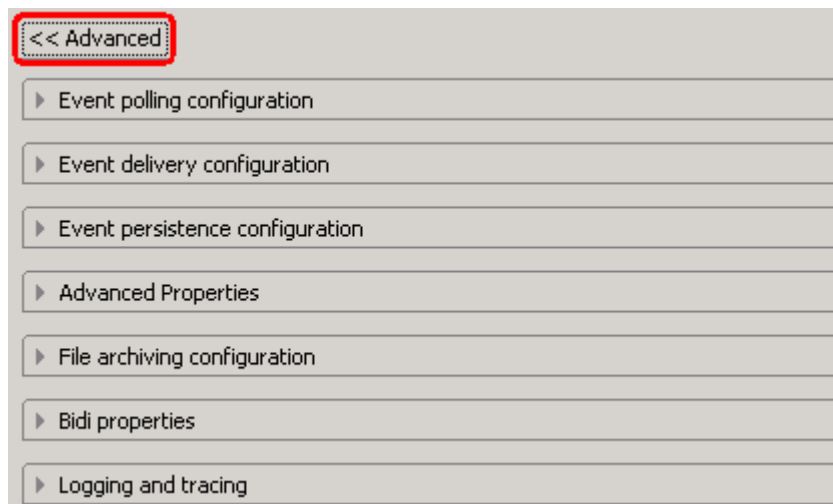 << Advanced
Event polling configuration
Event delivery configuration
Event persistence configuration
Advanced Properties
File archiving configuration
Bidi properties
Logging and tracing